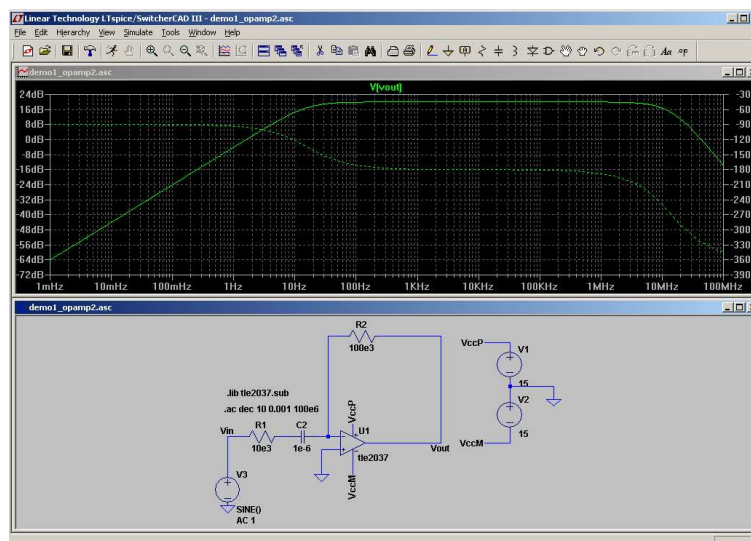 Linear Technology LTspice/SwitcherCAD III - demo1_opamp2.asc
File Edit Hierarchy View Simulate Tools Window Help
Aa .op
demo1_opamp2.asc
V[vout]
24dB
16dB
8dB
0dB
-8dB
-16dB
-24dB
-32dB
-40dB
-48dB
-56dB
-64dB
-72dB
-30
-60
-90
-120
-150
-180
-210
-240
-270
-300
-330
-360
-390
1mHz 10mHz 100mHz 1Hz 10Hz 100Hz 1KHz 10KHz 100KHz 1MHz 10MHz 100MHz
demo1_opamp2.asc
R2
100e3
VccP
V1
15
V2
15
VccM
.lib tle2037.sub
.ac dec 10 0.001 100e6
Vin
R1
10e3
C2
1e-6
VccP
U1
tle2037
VccM
Vout
V3
SINE()
AC 1